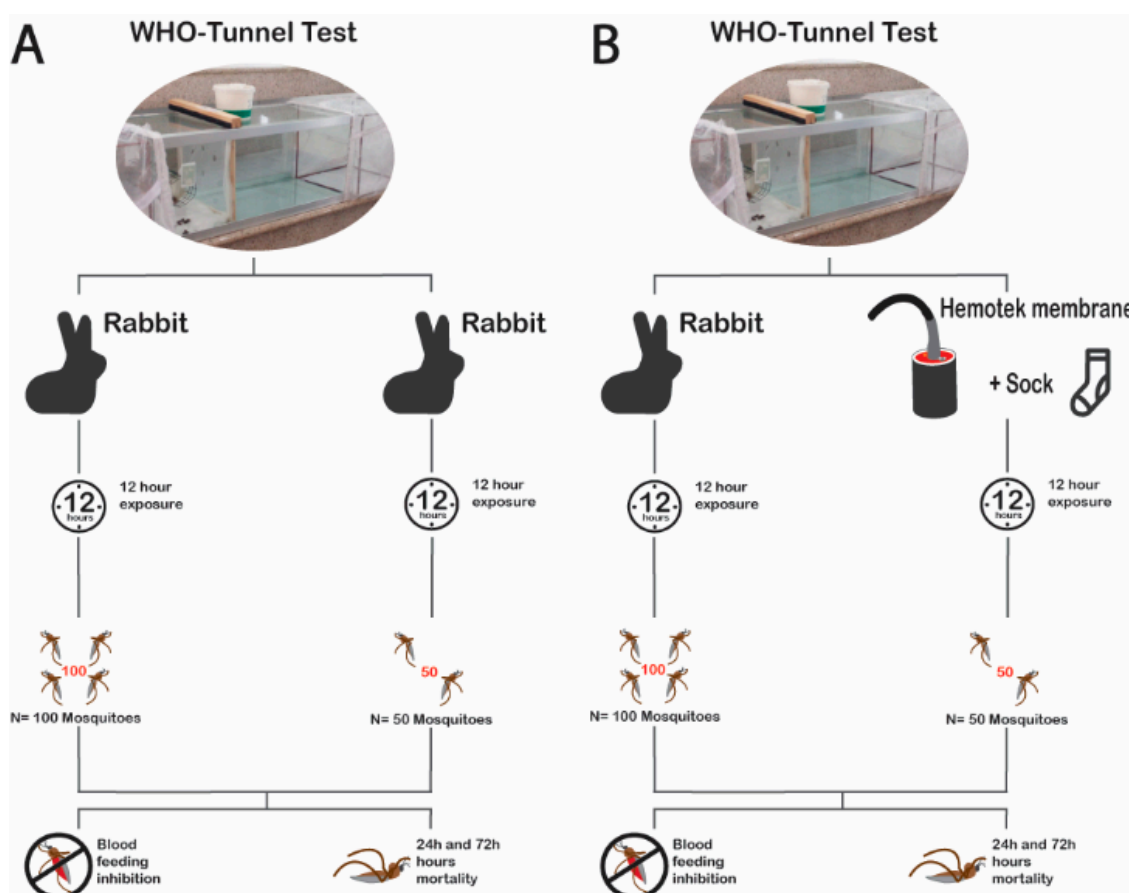 A
WHO-Tunnel Test
Rabbit
Rabbit
12
hours
12 hour
exposure
12
hours
12 hour
exposure
100
N= 100 Mosquitoes
50
N= 50 Mosquitoes
Blood
feeding
inhibition
24h and 72h
hours
mortality
B
WHO-Tunnel Test
Rabbit
Hemotek membrane
+ Sock
12
hours
12 hour
exposure
12
hours
12 hour
exposure
100
N= 100 Mosquitoes
50
N= 50 Mosquitoes
Blood
feeding
inhibition
24h and 72h
hours
mortality